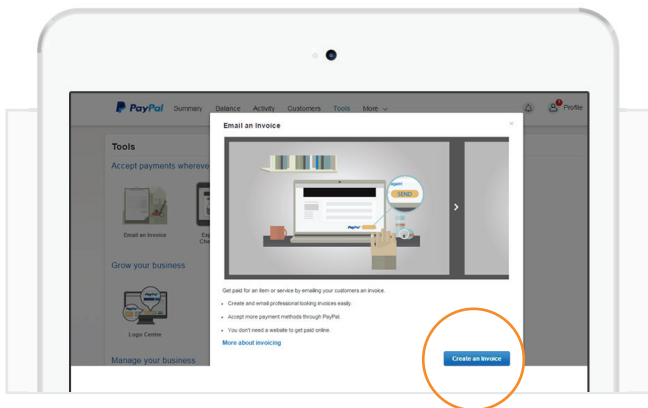 PayPal Summary Balance Activity Customers Tools More Profile
Email an Invoice
Tools
Accept payments whereve
SEND
PayPal
Email an Invoice
Grow your business
Get paid for an item or service by emailing your customers an invoice.
• Create and email professional looking invoices easily.
• Accept more payment methods through PayPal.
• You don't need a website to get paid online.
Logo Centre
More about invoicing
Create an Invoice
Manage your business